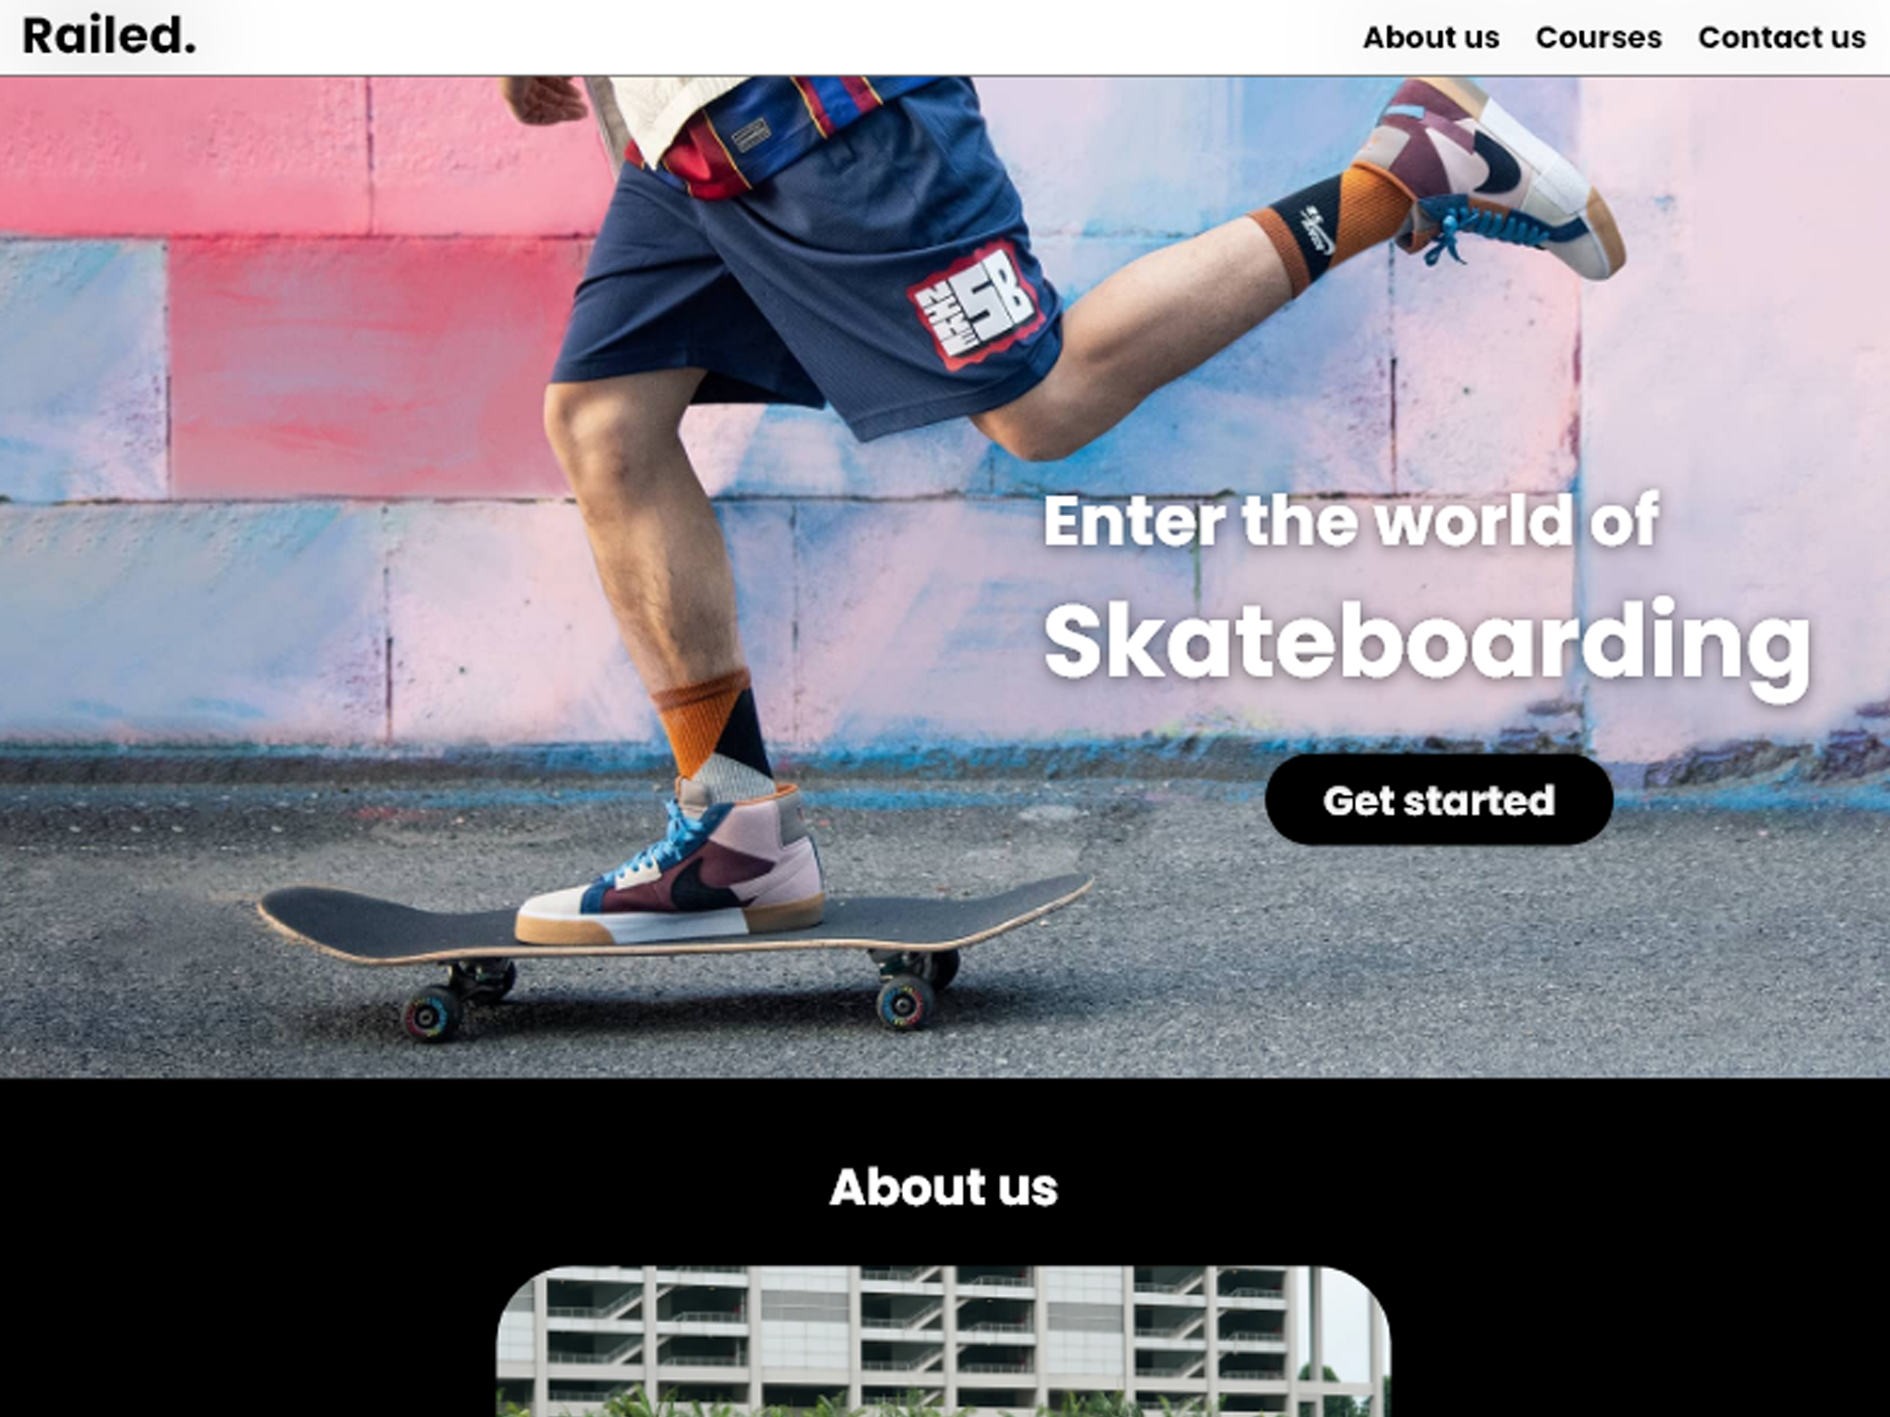 Railed.
About us Courses Contact us
SB
Enter the world of
Skateboarding
Get started
About us